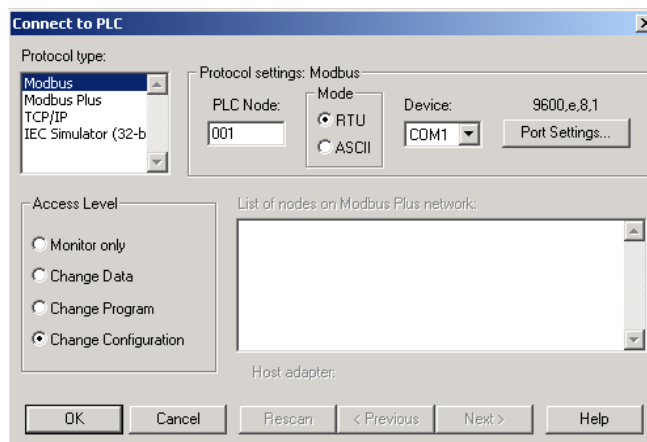 Connect to PLC
Protocol type:
Modbus
Modbus Plus
TCP/IP
IEC Simulator (32-b
Protocol settings: Modbus
PLC Node:
001
Mode
RTU
ASCII
Device:
COM1
9600,e,8,1
Port Settings...
Access Level
Monitor only
Change Data
Change Program
Change Configuration
List of nodes on Modbus Plus network:
Host adapter:
OK
Cancel
Rescan
< Previous
Next >
Help